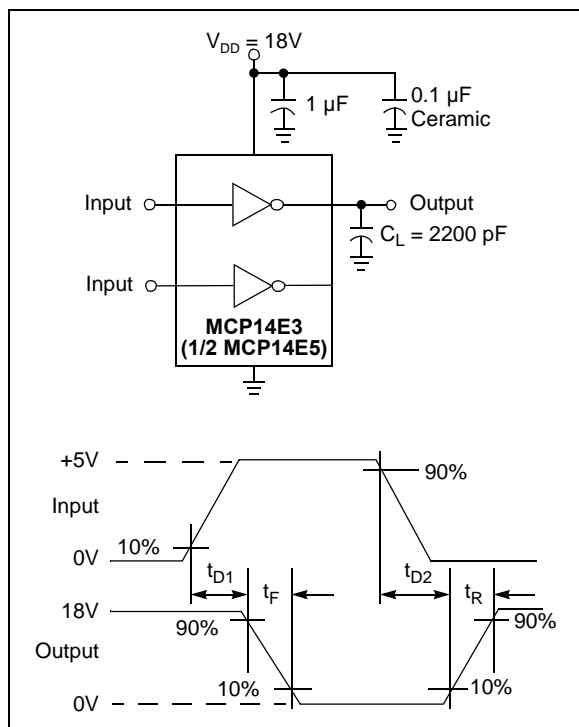 V_DD = 18V
1 µF
0.1 µF
Ceramic
Input
Output
C_L = 2200 pF
Input
MCP14E3
(1/2 MCP14E5)
+5V
90%
Input
10%
0V
t_D1
t_F
t_D2
t_R
18V
90%
90%
Output
10%
10%
0V